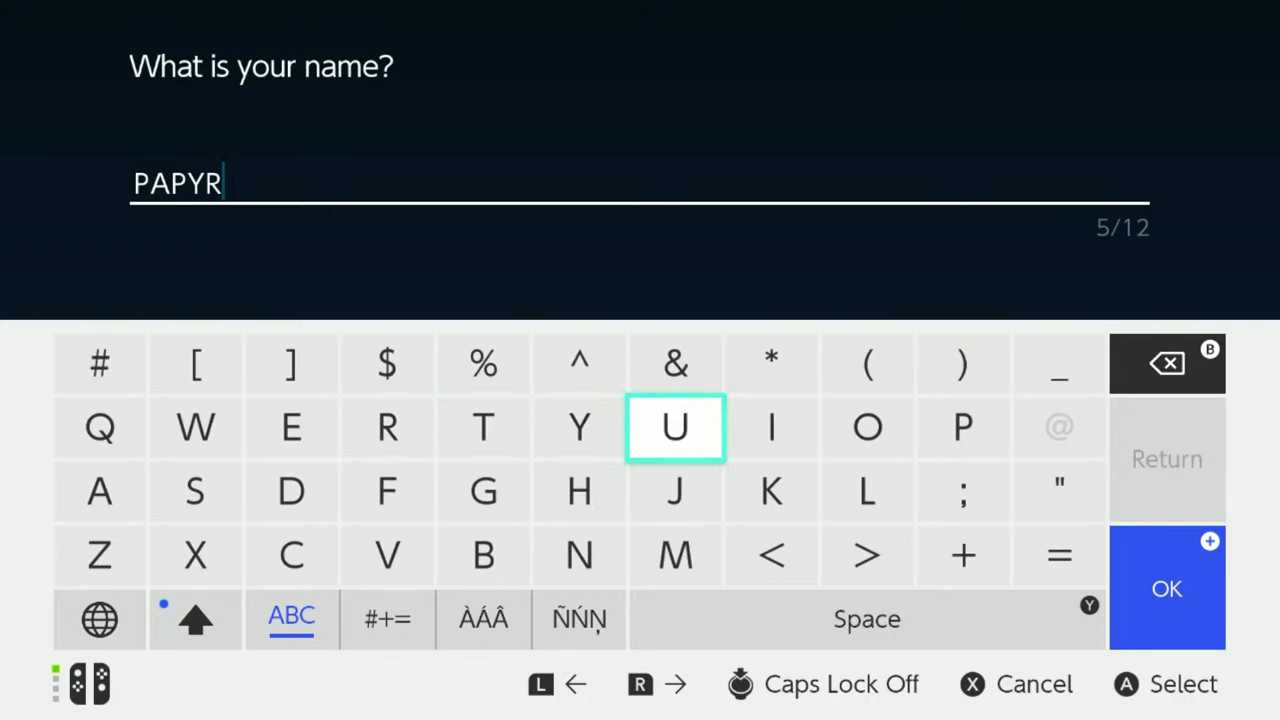 What is your name?
PAPYR
5/12
# [ ] $ % ^ & * ( ) _ B
Q W E R T Y U I O P @ Return
A S D F G H J K L ; "
Z X C V B N M < > + = + OK
ABC #+= ÀÁÂ ÑŃŅ Space Y
L ← R → Caps Lock Off X Cancel A Select